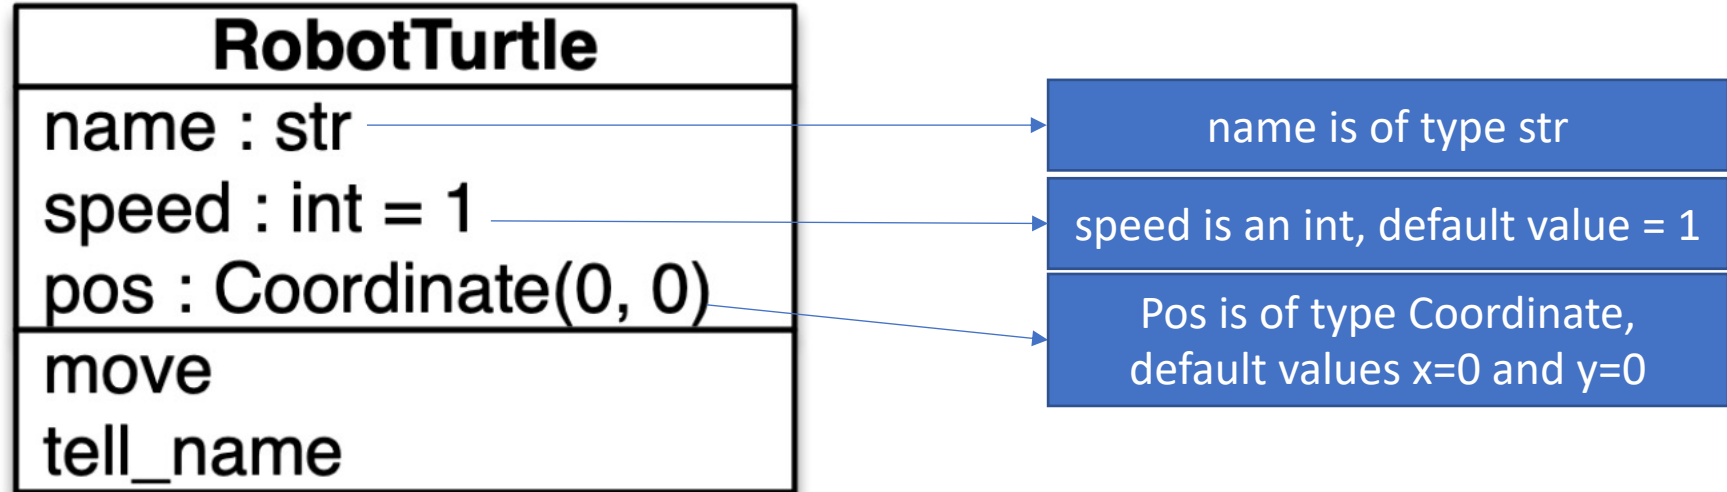 RobotTurtle
name : str
speed : int = 1
pos : Coordinate(0, 0)
move
tell_name
name is of type str
speed is an int, default value = 1
Pos is of type Coordinate,
default values x=0 and y=0